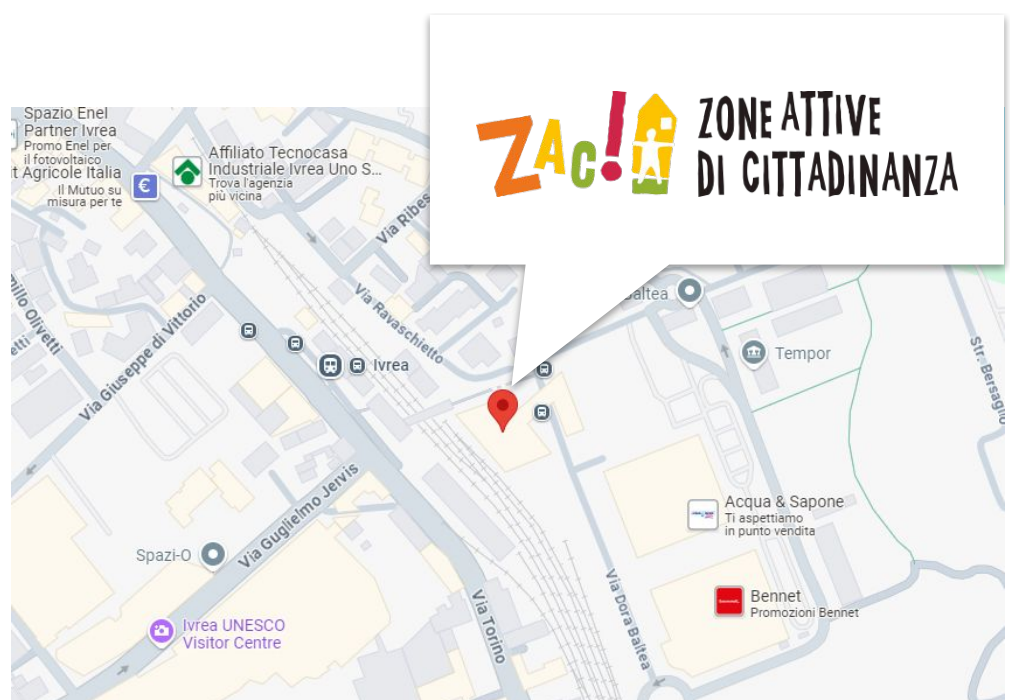 ZAC!
ZONE ATTIVE
DI CITTADINANZA
Spazio Enel
Partner Ivrea
Promo Enel per
il fotovoltaico
t Agricole Italia
Il Mutuo su
misura per te
€
Affiliato Tecnocasa
Industriale Ivrea Uno S...
Trova l'agenzia
più vicina
Via Ribes
Via Ravaschietto
illo Olivetti
etti
Via Giuseppe di Vittorio
Ivrea
Baltea
Tempor
Str. Bersaglio
Via Guglielmo Jervis
Spazi-O
Acqua & Sapone
Ti aspettiamo
in punto vendita
Bennet
Promozioni Bennet
Ivrea UNESCO
Visitor Centre
Via Torino
Via Dora Baltea